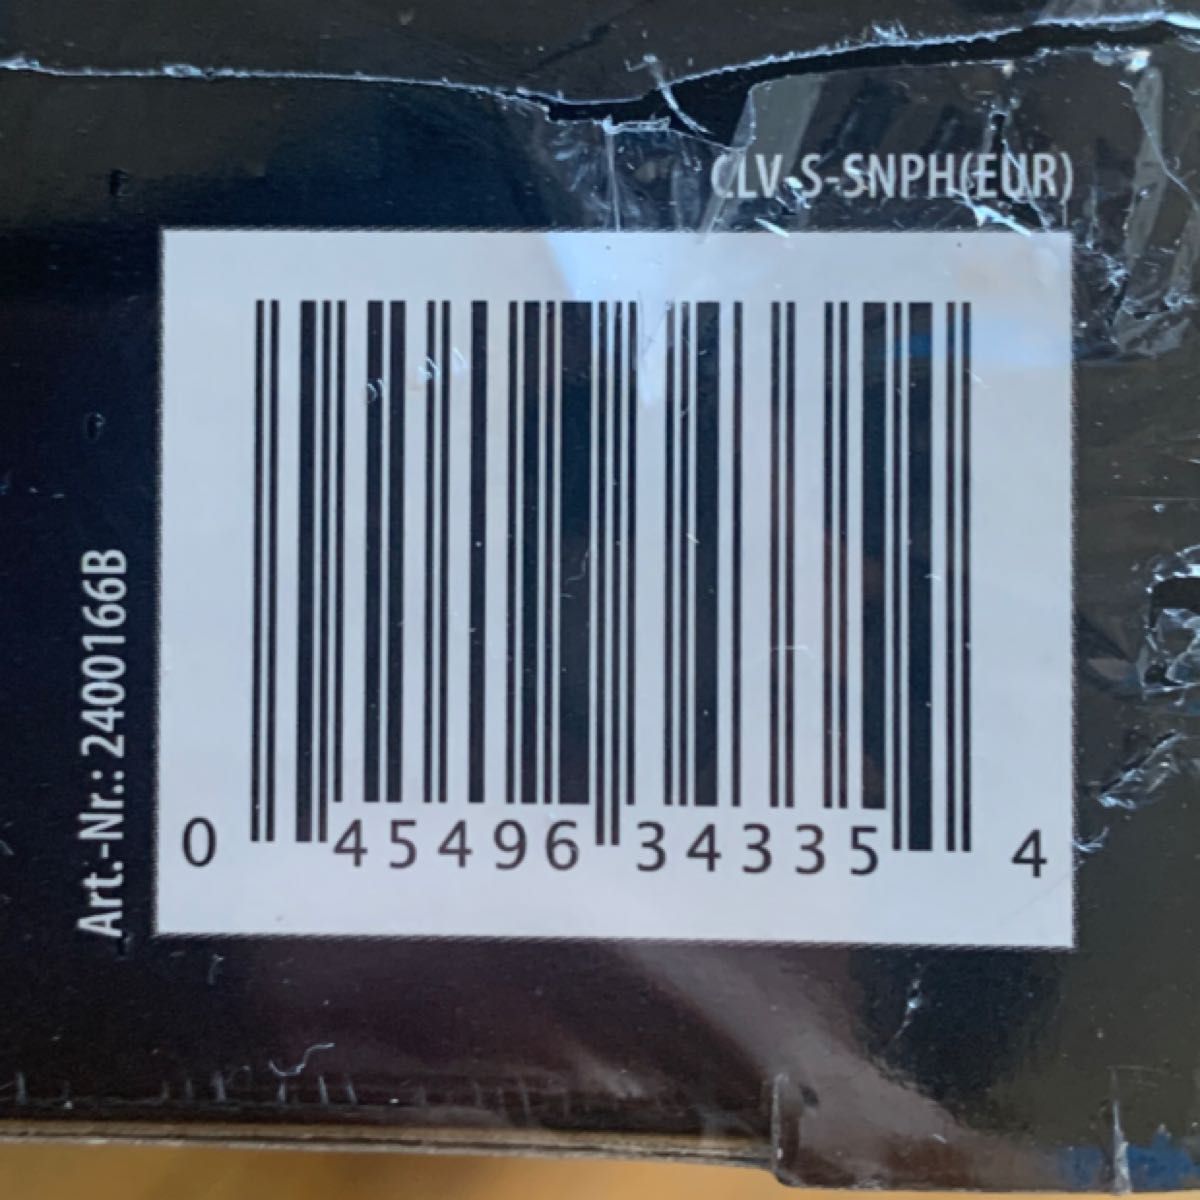 CLV-S-SNPH(EUR)
Art.-Nr.: 2400166B
0 45496 34335 4